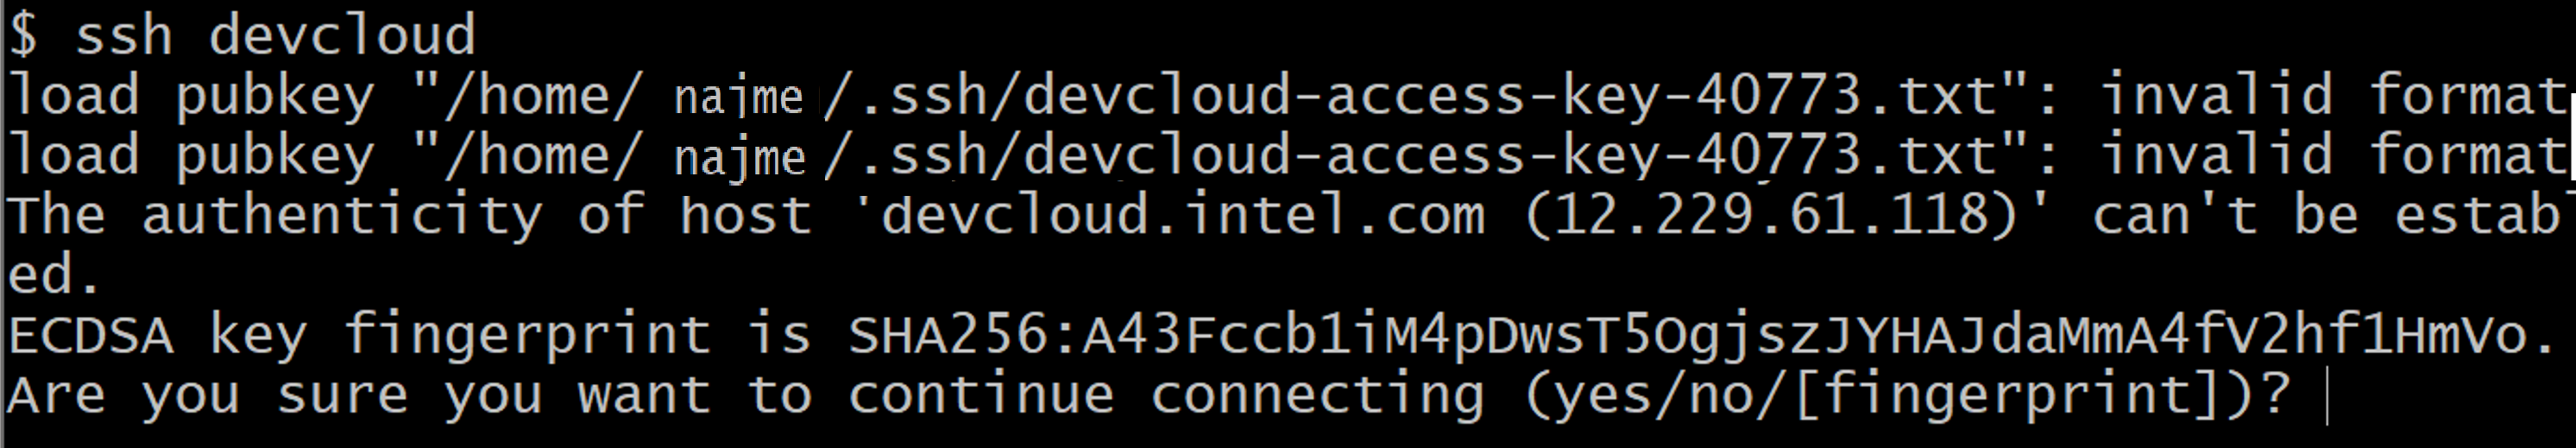 $ ssh devcloud
load pubkey "/home/ najme /.ssh/devcloud-access-key-40773.txt": invalid format
load pubkey "/home/ najme /.ssh/devcloud-access-key-40773.txt": invalid format
The authenticity of host 'devcloud.intel.com (12.229.61.118)' can't be estab
ed.
ECDSA key fingerprint is SHA256:A43Fccb1iM4pDwsT5OgjszJYHAJdaMmA4fV2hf1HmVo.
Are you sure you want to continue connecting (yes/no/[fingerprint])?